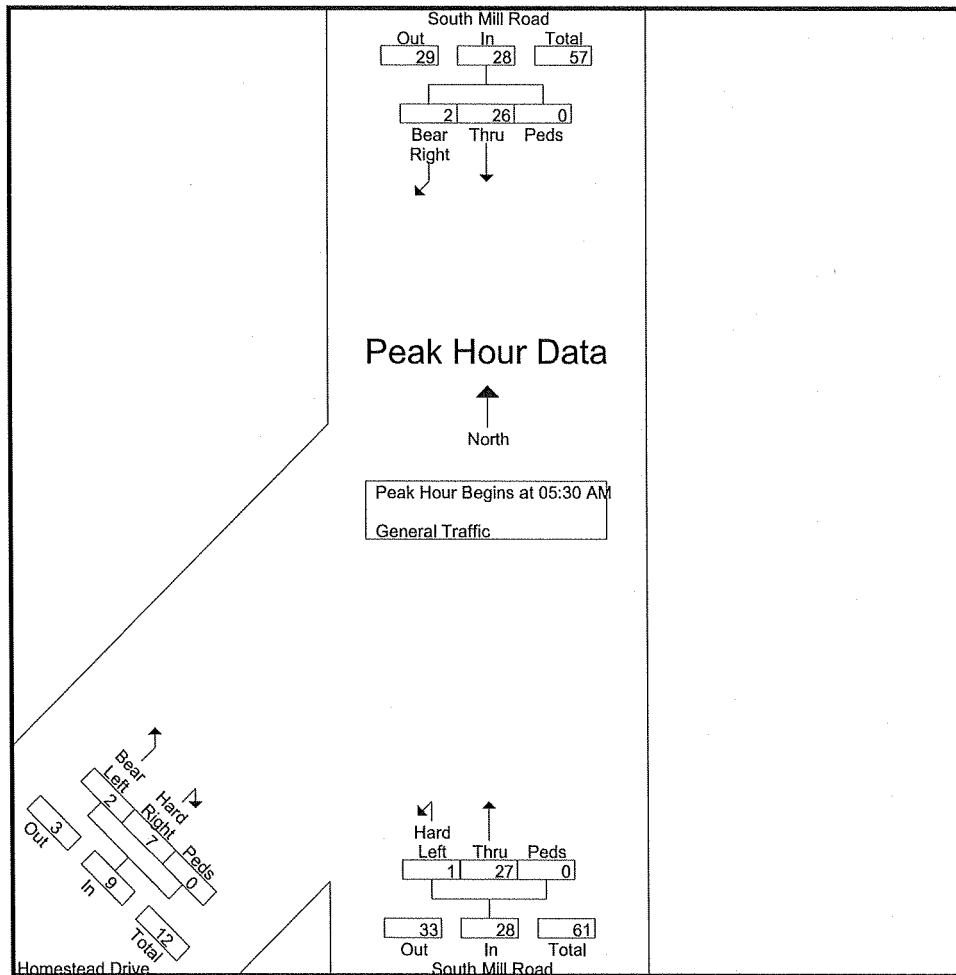 South Mill Road
Out In Total
29 28 57
2 26 0
Bear Right Thru Peds
Peak Hour Data
North
Peak Hour Begins at 05:30 AM
General Traffic
Bear Left Hard Right Peds
2 7 0
3 9 12
Out In Total
Homestead Drive
Hard Left Thru Peds
1 27 0
33 28 61
Out In Total
South Mill Road